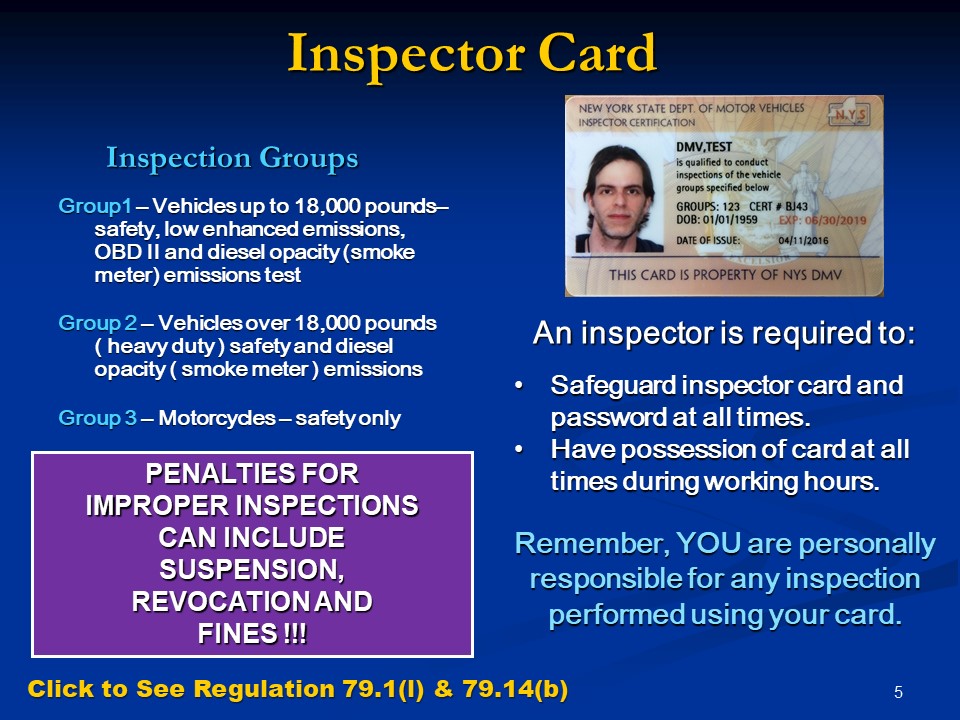 Inspector Card
Inspection Groups
Group1 – Vehicles up to 18,000 pounds–
safety, low enhanced emissions,
OBD II and diesel opacity (smoke
meter) emissions test
Group 2 – Vehicles over 18,000 pounds
( heavy duty ) safety and diesel
opacity ( smoke meter ) emissions
Group 3 – Motorcycles – safety only
PENALTIES FOR
IMPROPER INSPECTIONS
CAN INCLUDE
SUSPENSION,
REVOCATION AND
FINES !!!
NEW YORK STATE DEPT. OF MOTOR VEHICLES
INSPECTOR CERTIFICATION
N.Y.S
DMV,TEST
is qualified to conduct
inspections of the vehicle
groups specified below
GROUPS: 123 CERT # BJ43
DOB: 01/01/1959 EXP: 06/30/2019
DATE OF ISSUE: 04/11/2016
EXCELSIOR
THIS CARD IS PROPERTY OF NYS DMV
An inspector is required to:
• Safeguard inspector card and
password at all times.
• Have possession of card at all
times during working hours.
Remember, YOU are personally
responsible for any inspection
performed using your card.
Click to See Regulation 79.1(l) & 79.14(b)
5